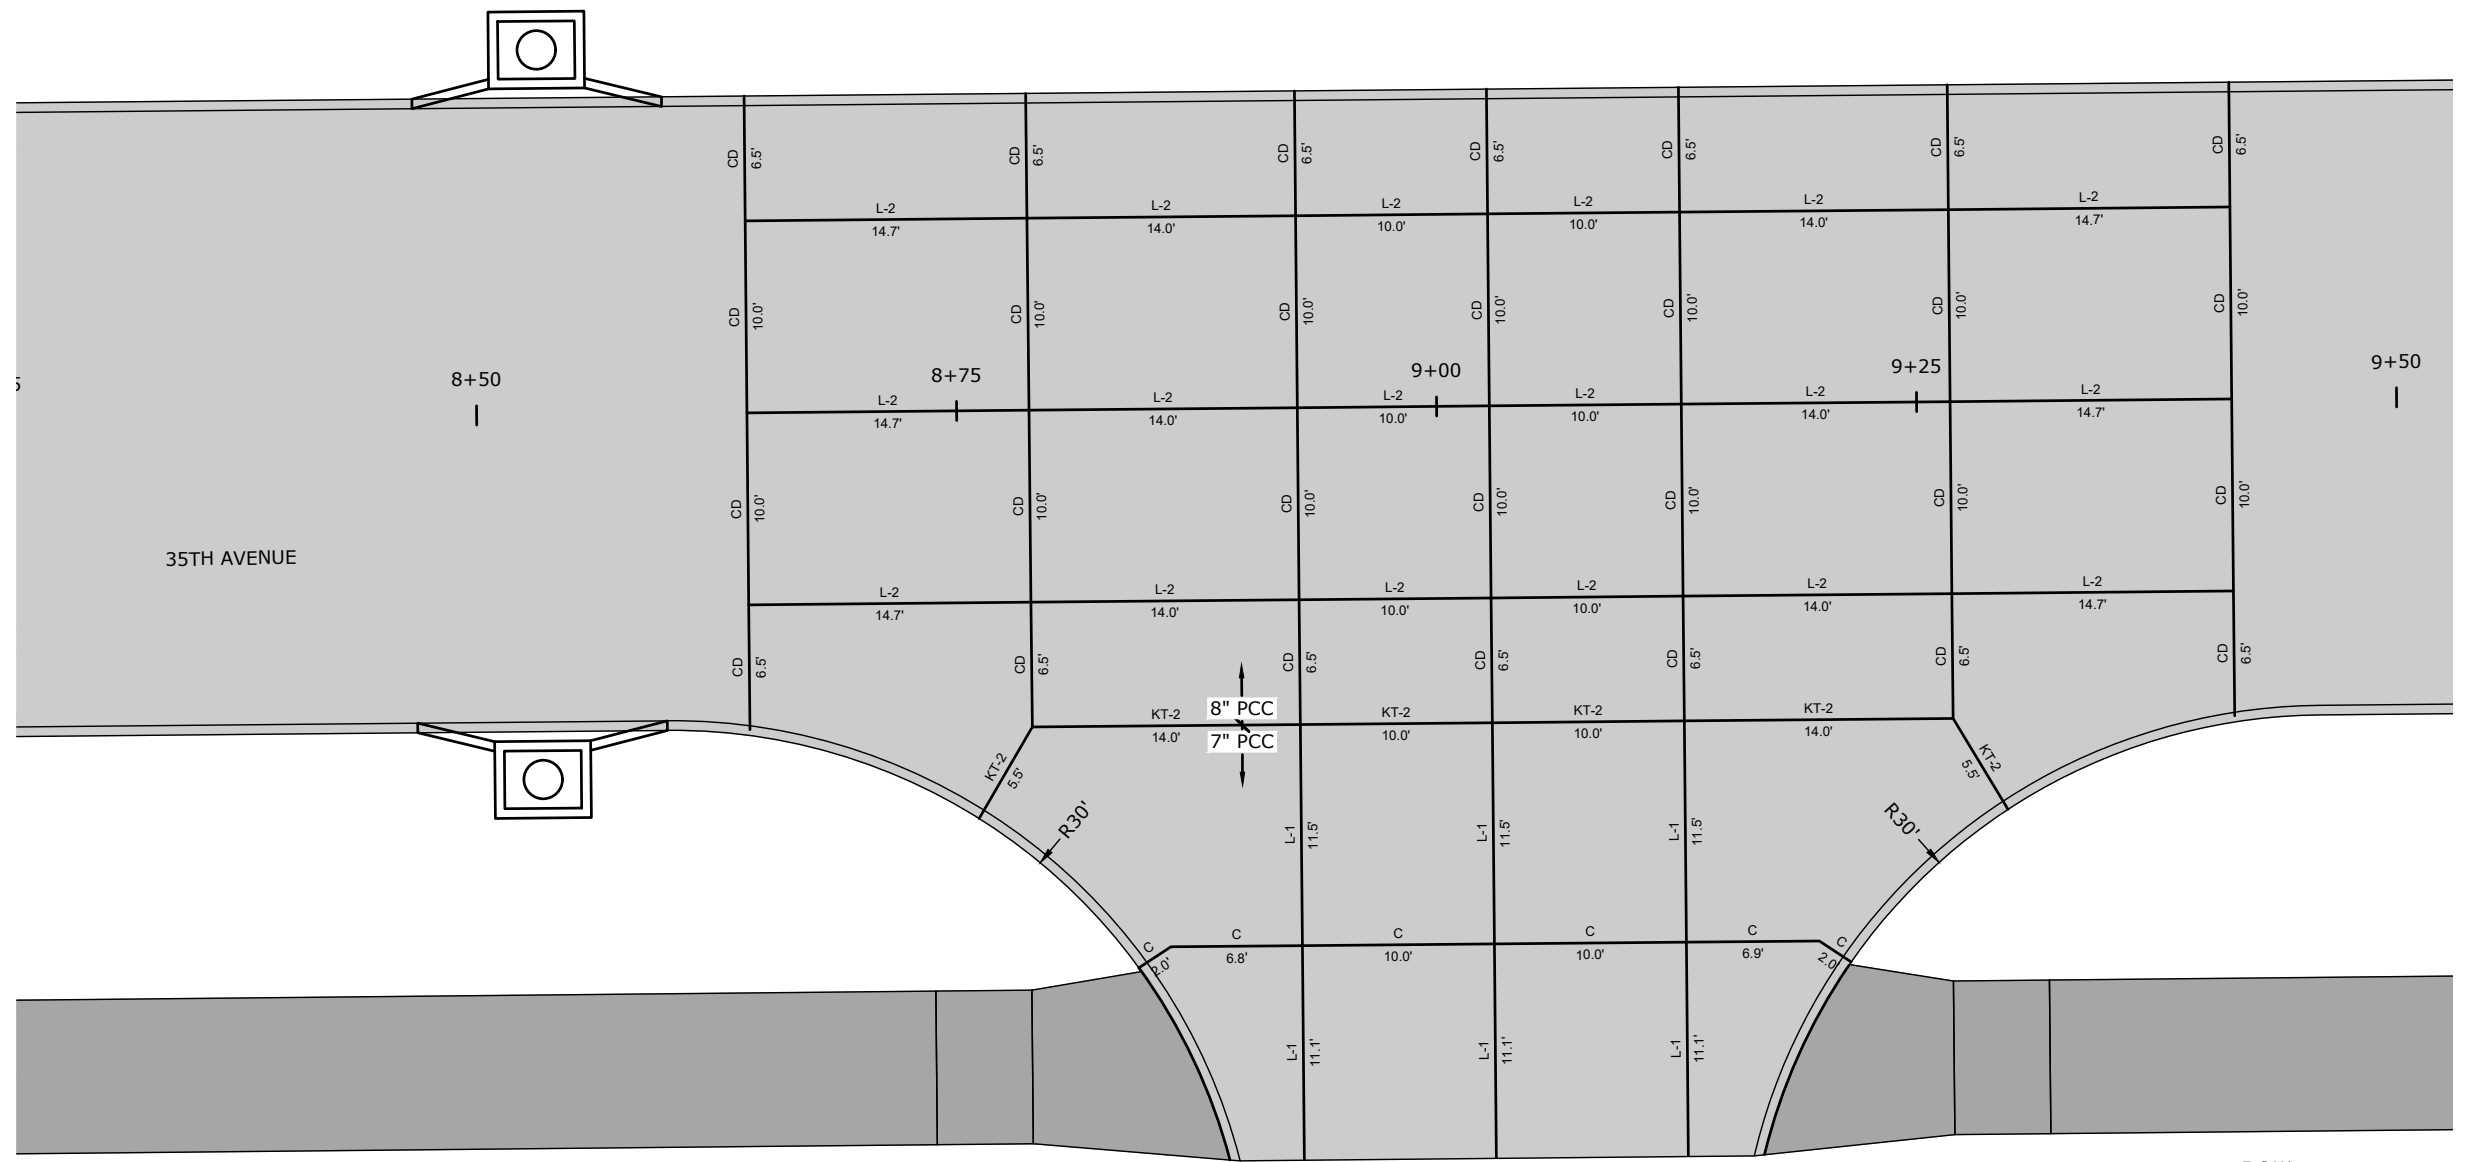 CD 6.5' CD 6.5' CD 6.5' CD 6.5' CD 6.5' CD 6.5' CD 6.5'
L-2 L-2 L-2 L-2 L-2 L-2
14.7' 14.0' 10.0' 10.0' 14.0' 14.7'
CD 10.0' CD 10.0' CD 10.0' CD 10.0' CD 10.0' CD 10.0' CD 10.0'
8+50 8+75 9+00 9+25 9+50
L-2 L-2 L-2 L-2 L-2 L-2
14.7' 14.0' 10.0' 10.0' 14.0' 14.7'
CD 10.0' CD 10.0' CD 10.0' CD 10.0' CD 10.0' CD 10.0' CD 10.0'
35TH AVENUE
L-2 L-2 L-2 L-2 L-2 L-2
14.7' 14.0' 10.0' 10.0' 14.0' 14.7'
CD 6.5' CD 6.5' CD 6.5' CD 6.5' CD 6.5' CD 6.5' CD 6.5'
8" PCC
KT-2 KT-2 KT-2 KT-2
14.0' 10.0' 10.0' 14.0'
7" PCC
KT-2 5.5' KT-2 5.5'
R30' R30'
L-1 11.5' L-1 11.5' L-1 11.5'
C C C C C C
2.0' 6.8' 10.0' 10.0' 6.9' 2.0
L-1 11.1' L-1 11.1' L-1 11.1'